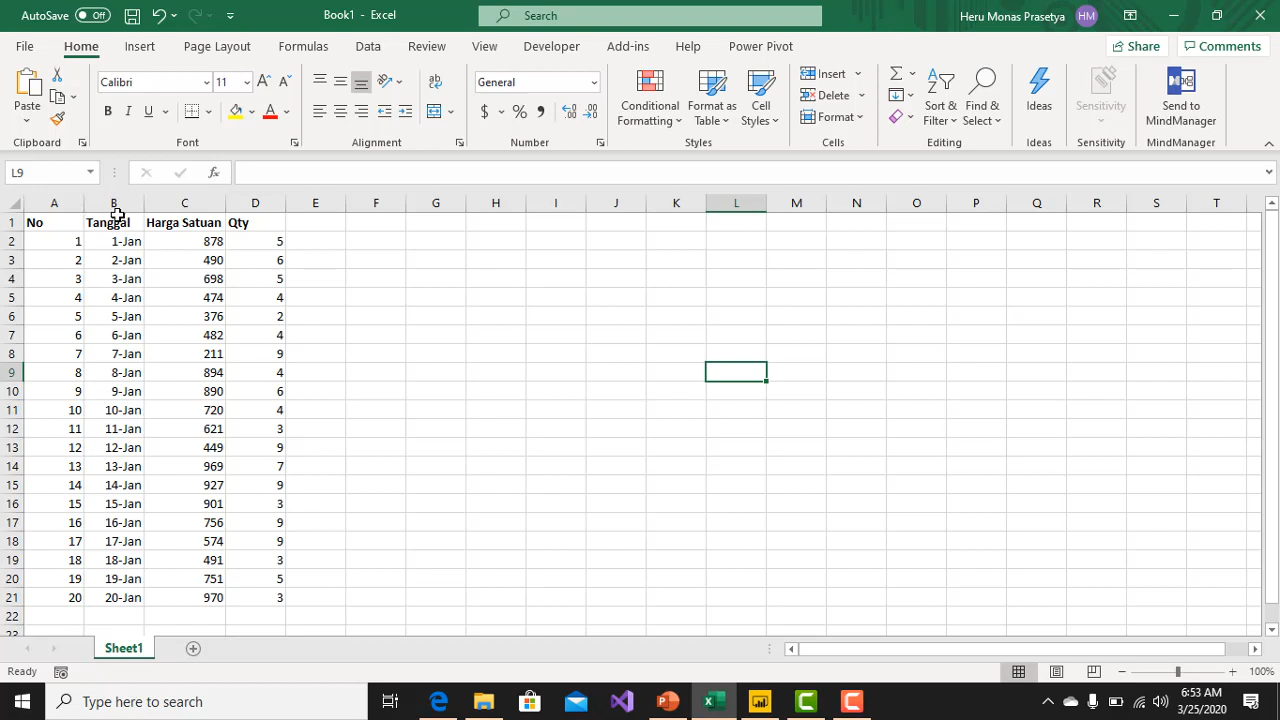 AutoSave Off Book1 - Excel Search Heru Monas Prasetya HM
File Home Insert Page Layout Formulas Data Review View Developer Add-ins Help Power Pivot Share Comments
Paste Calibri 11 A A ab General Conditional Formatting Format as Table Cell Styles Insert Delete Format Sort & Filter Find & Select Ideas Sensitivity Send to MindManager
B I U A $ % ,
Clipboard Font Alignment Number Styles Cells Editing Ideas Sensitivity MindManager
L9 fx
A B C D E F G H I J K L M N O P Q R S T
1 No Tanggal Harga Satuan Qty
2 1 1-Jan 878 5
3 2 2-Jan 490 6
4 3 3-Jan 698 5
5 4 4-Jan 474 4
6 5 5-Jan 376 2
7 6 6-Jan 482 4
8 7 7-Jan 211 9
9 8 8-Jan 894 4
10 9 9-Jan 890 6
11 10 10-Jan 720 4
12 11 11-Jan 621 3
13 12 12-Jan 449 9
14 13 13-Jan 969 7
15 14 14-Jan 927 9
16 15 15-Jan 901 3
17 16 16-Jan 756 9
18 17 17-Jan 574 9
19 18 18-Jan 491 3
20 19 19-Jan 751 5
21 20 20-Jan 970 3
22
23
Sheet1
Ready 100%
Type here to search 6:53 AM
3/25/2020